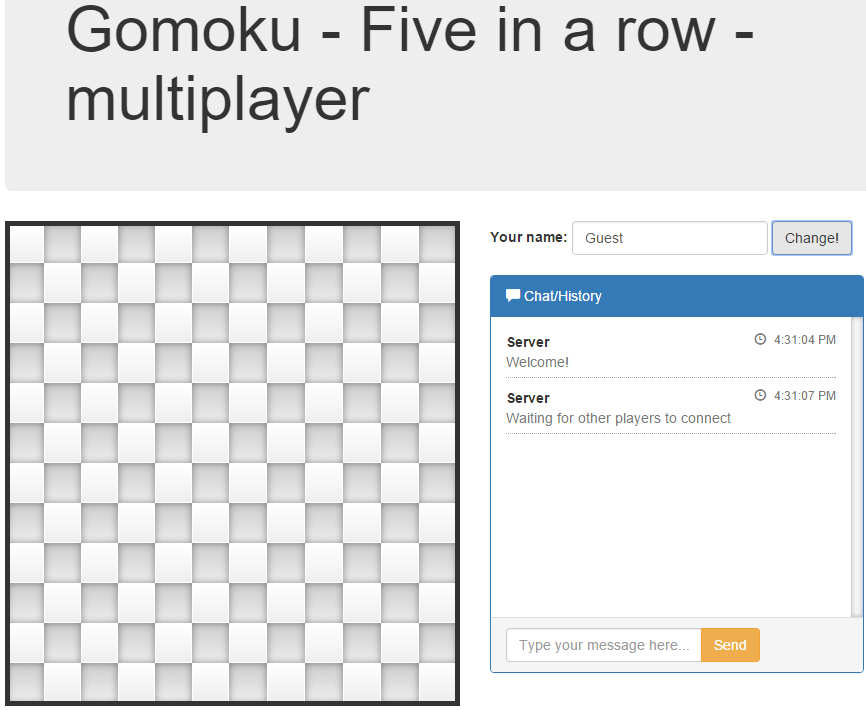 Gomoku - Five in a row -
multiplayer
Your name: Guest Change!
Chat/History
Server 4:31:04 PM
Welcome!
Server 4:31:07 PM
Waiting for other players to connect
Type your message here... Send